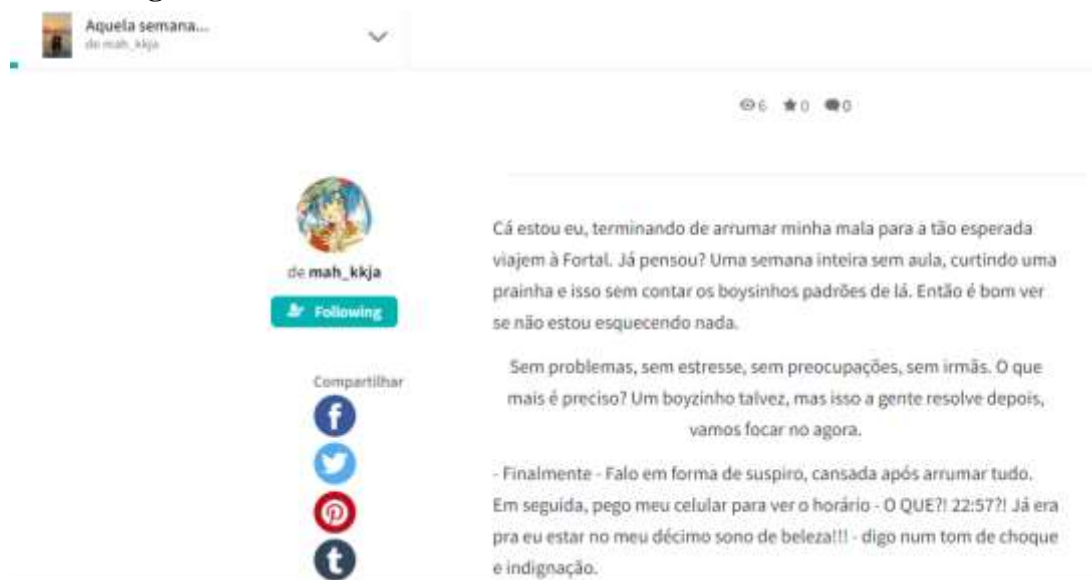 Aquela semana...
de mah_kkja
6 0 0
de mah_kkja
Following
Compartilhar
Cá estou eu, terminando de arrumar minha mala para a tão esperada
viajem à Fortal. Já pensou? Uma semana inteira sem aula, curtindo uma
prainha e isso sem contar os boysinhos padrões de lá. Então é bom ver
se não estou esquecendo nada.
Sem problemas, sem estresse, sem preocupações, sem irmãs. O que
mais é preciso? Um boyzinho talvez, mas isso a gente resolve depois,
vamos focar no agora.
- Finalmente - Falo em forma de suspiro, cansada após arrumar tudo.
Em seguida, pego meu celular para ver o horário - O QUE?! 22:57?! Já era
pra eu estar no meu décimo sono de beleza!!! - digo num tom de choque
e indignação.